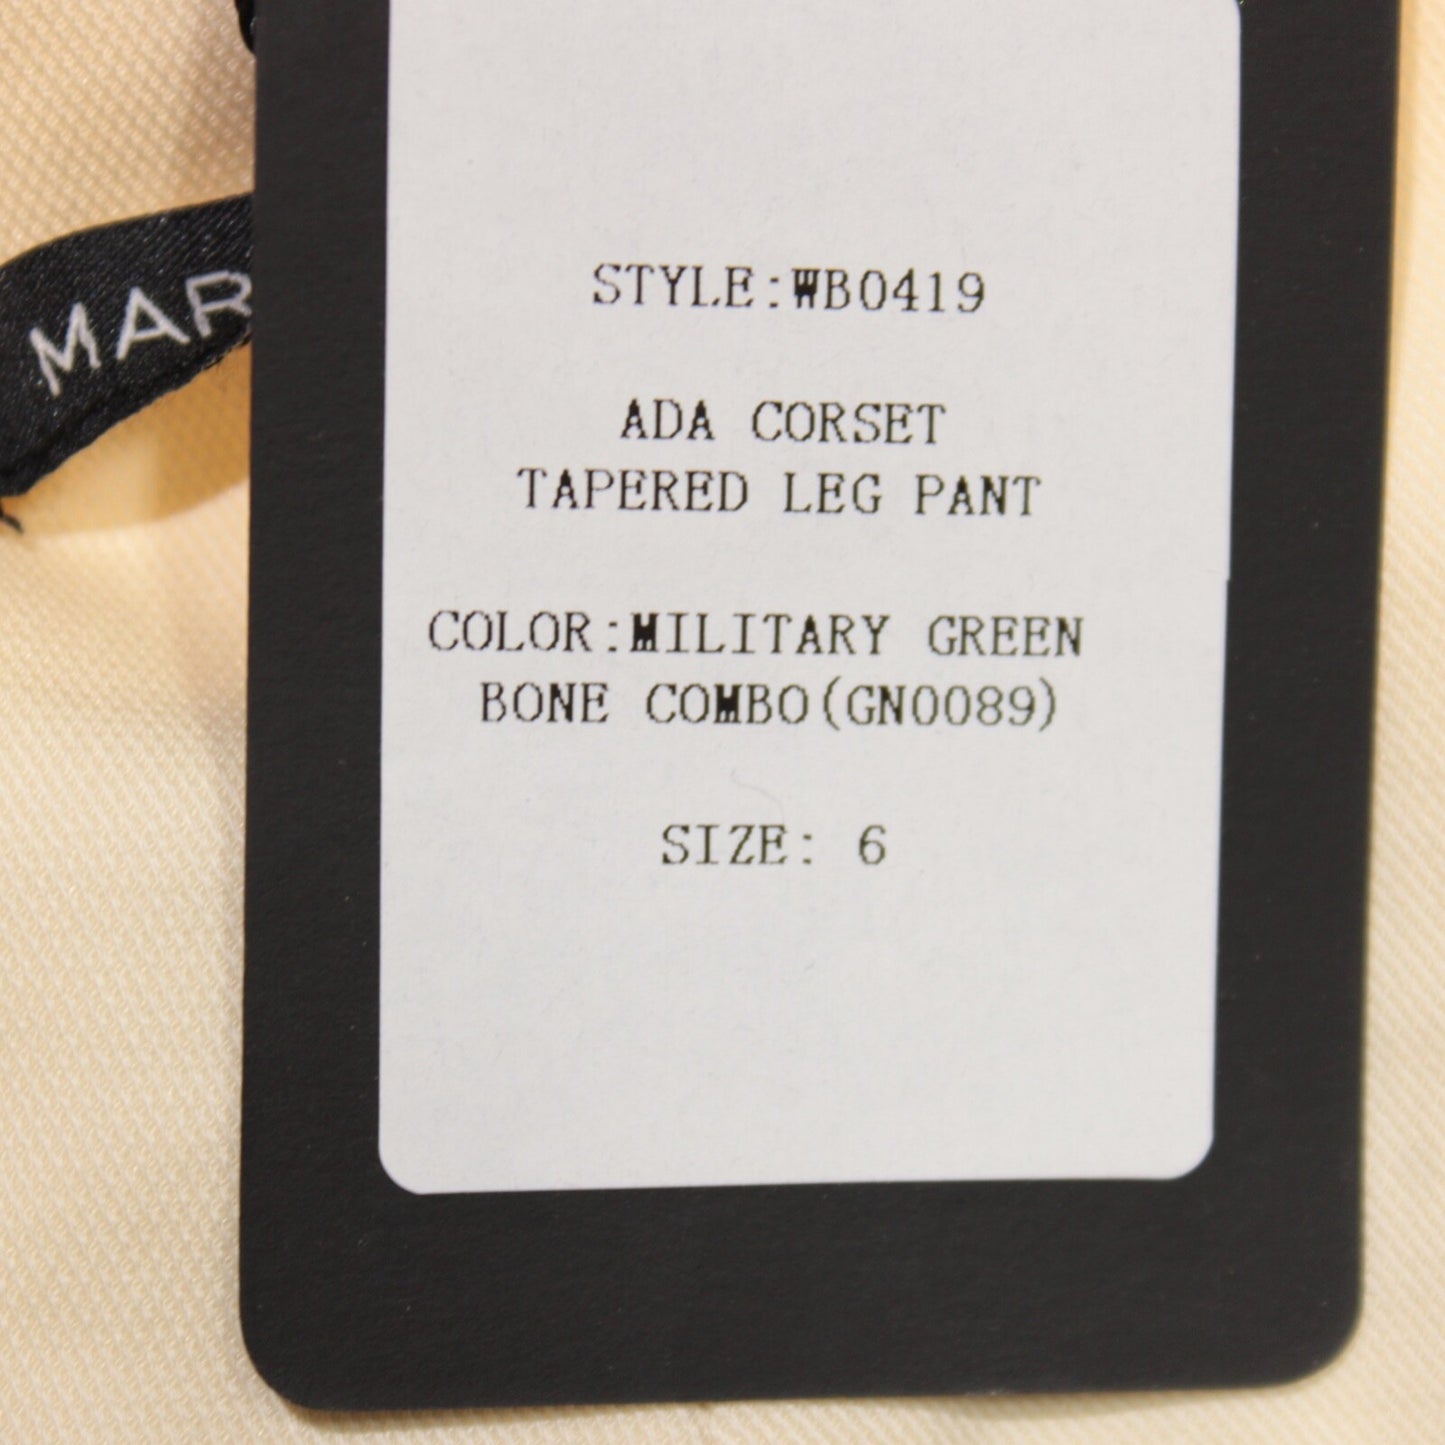 MAR
STYLE:WB0419
ADA CORSET
TAPERED LEG PANT
COLOR:MILITARY GREEN
BONE COMBO(GN0089)
SIZE: 6